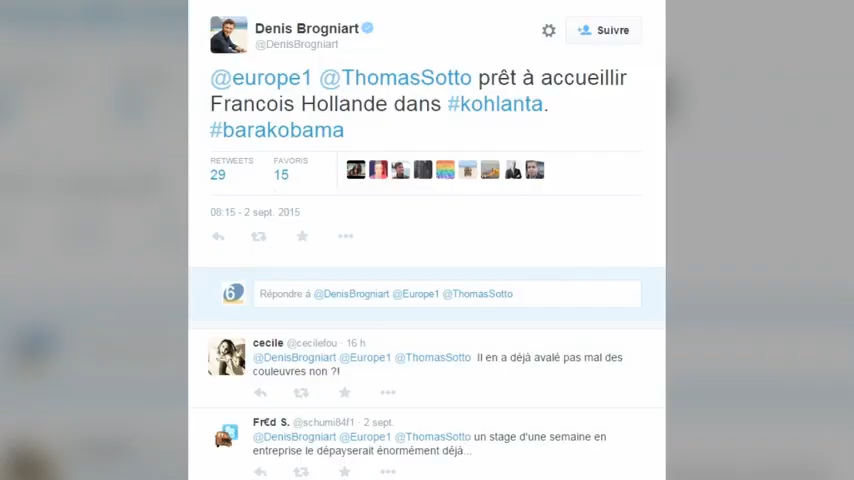 Denis Brogniart
@DenisBrogniart
Suivre
@europe1 @ThomasSotto prêt à accueillir
Francois Hollande dans #kohlanta.
#barakobama
RETWEETS FAVORIS
29 15
08:15 - 2 sept. 2015
6
Répondre à @DenisBrogniart @Europe1 @ThomasSotto
cecile @cecilefou · 16 h
@DenisBrogniart @Europe1 @ThomasSotto Il en a déjà avalé pas mal des
couleuvres non ?!
Fr€d S. @schumi84f1 · 2 sept.
@DenisBrogniart @Europe1 @ThomasSotto un stage d'une semaine en
entreprise le dépayserait énormément déjà...